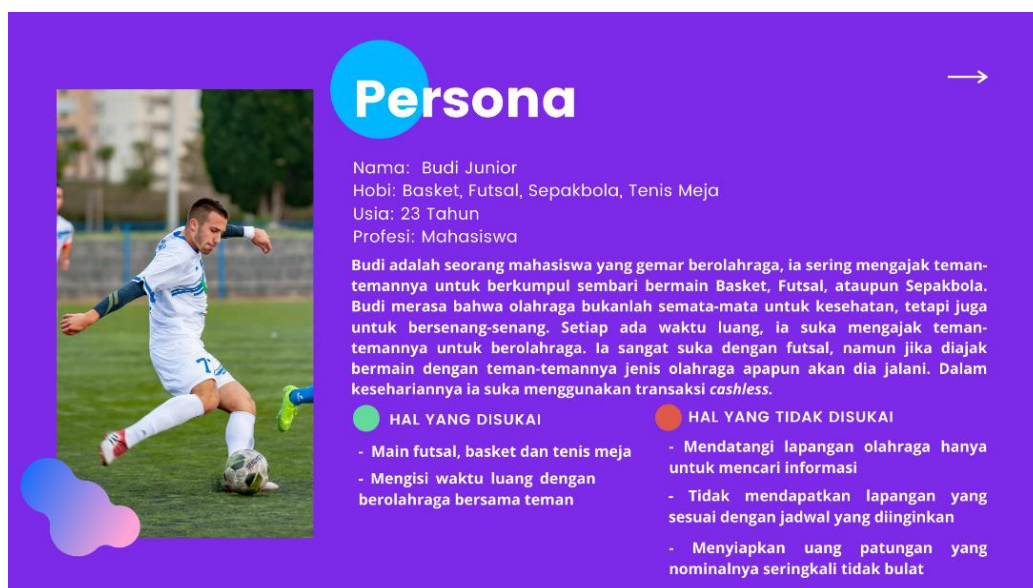 Persona
Nama: Budi Junior
Hobi: Basket, Futsal, Sepakbola, Tenis Meja
Usia: 23 Tahun
Profesi: Mahasiswa
Budi adalah seorang mahasiswa yang gemar berolahraga, ia sering mengajak teman-
temannya untuk berkumpul sembari bermain Basket, Futsal, ataupun Sepakbola.
Budi merasa bahwa olahraga bukanlah semata-mata untuk kesehatan, tetapi juga
untuk bersenang-senang. Setiap ada waktu luang, ia suka mengajak teman-
temannya untuk berolahraga. Ia sangat suka dengan futsal, namun jika diajak
bermain dengan teman-temannya jenis olahraga apapun akan dia jalani. Dalam
kesehariannya ia suka menggunakan transaksi cashless.
HAL YANG DISUKAI
- Main futsal, basket dan tenis meja
- Mengisi waktu luang dengan
berolahraga bersama teman
HAL YANG TIDAK DISUKAI
- Mendatangi lapangan olahraga hanya
untuk mencari informasi
- Tidak mendapatkan lapangan yang
sesuai dengan jadwal yang diinginkan
- Menyiapkan uang patungan yang
nominalnya seringkali tidak bulat